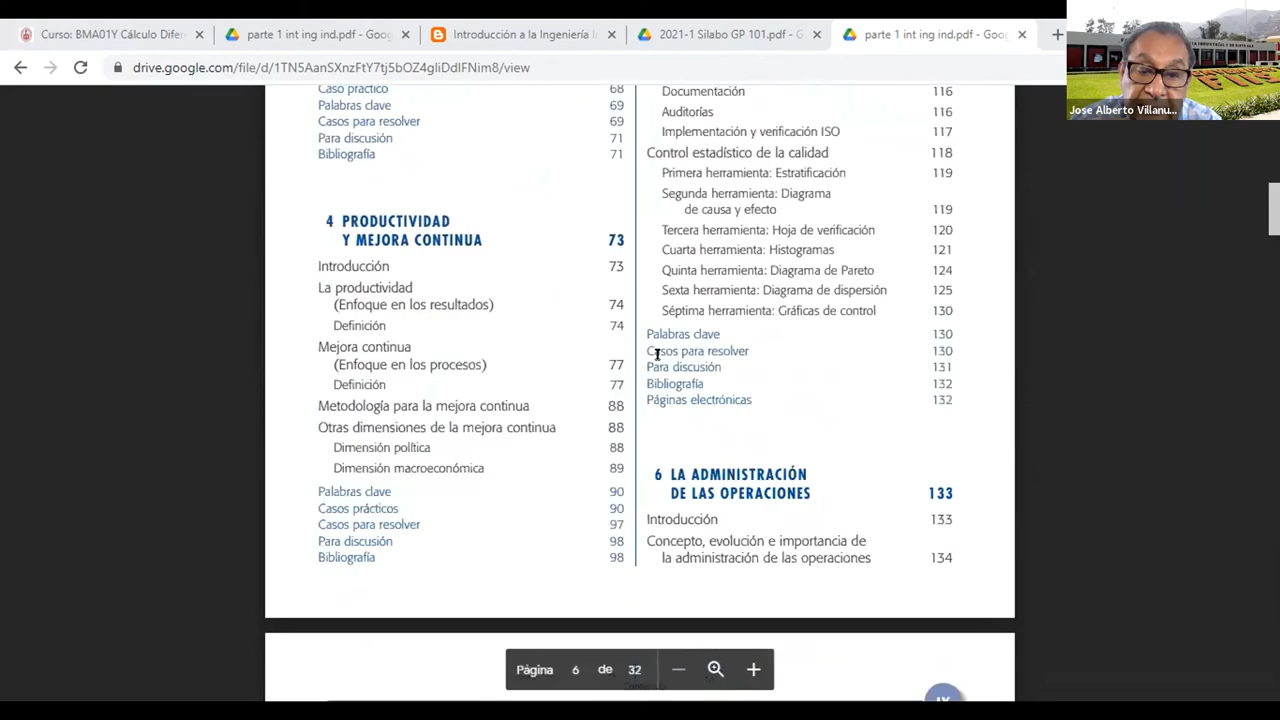 Curso: BMA01Y Cálculo Difer
parte 1 int ing ind.pdf - Goog
Introducción a la Ingeniería I
2021-1 Silabo GP 101.pdf - G
parte 1 int ing ind.pdf - Goog
drive.google.com/file/d/1TN5AanSXnzFtY7tj5bOZ4gliDdIFNim8/view
Jose Alberto Villanu...
Caso práctico 68
Palabras clave 69
Casos para resolver 69
Para discusión 71
Bibliografía 71
4 PRODUCTIVIDAD
Y MEJORA CONTINUA 73
Introducción 73
La productividad
(Enfoque en los resultados) 74
Definición 74
Mejora continua
(Enfoque en los procesos) 77
Definición 77
Metodología para la mejora continua 88
Otras dimensiones de la mejora continua 88
Dimensión política 88
Dimensión macroeconómica 89
Palabras clave 90
Casos prácticos 90
Casos para resolver 97
Para discusión 98
Bibliografía 98
Documentación 116
Auditorías 116
Implementación y verificación ISO 117
Control estadístico de la calidad 118
Primera herramienta: Estratificación 119
Segunda herramienta: Diagrama
de causa y efecto 119
Tercera herramienta: Hoja de verificación 120
Cuarta herramienta: Histogramas 121
Quinta herramienta: Diagrama de Pareto 124
Sexta herramienta: Diagrama de dispersión 125
Séptima herramienta: Gráficas de control 130
Palabras clave 130
Casos para resolver 130
Para discusión 131
Bibliografía 132
Páginas electrónicas 132
6 LA ADMINISTRACIÓN
DE LAS OPERACIONES 133
Introducción 133
Concepto, evolución e importancia de
la administración de las operaciones 134
Página 6 de 32
IX